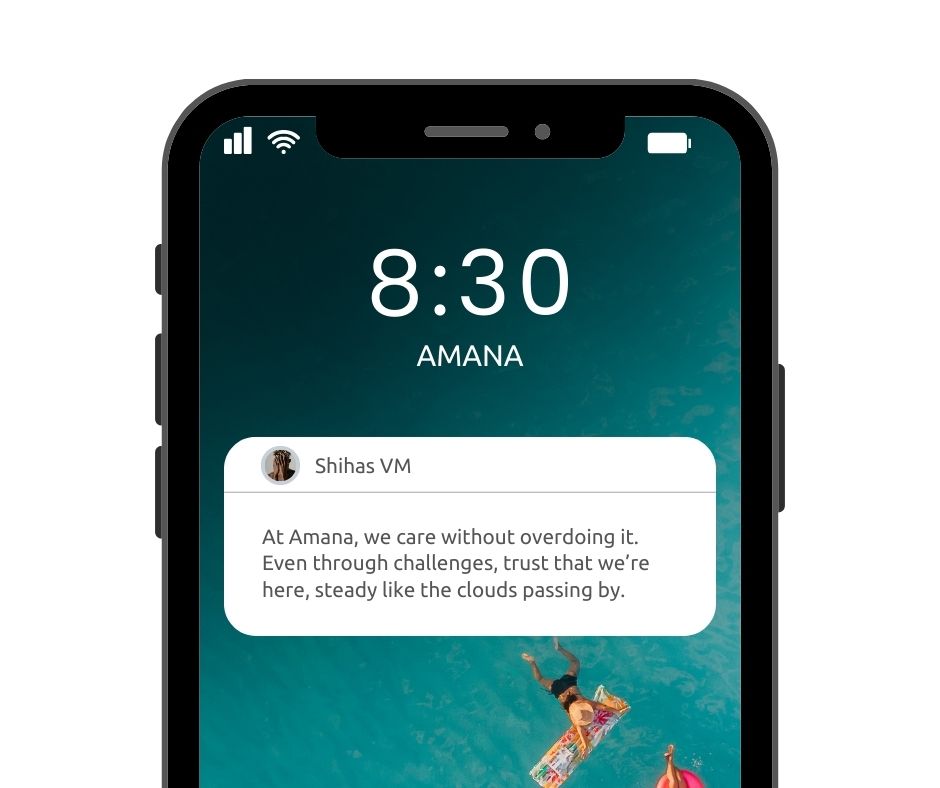 8:30
AMANA
Shihas VM
At Amana, we care without overdoing it.
Even through challenges, trust that we’re
here, steady like the clouds passing by.